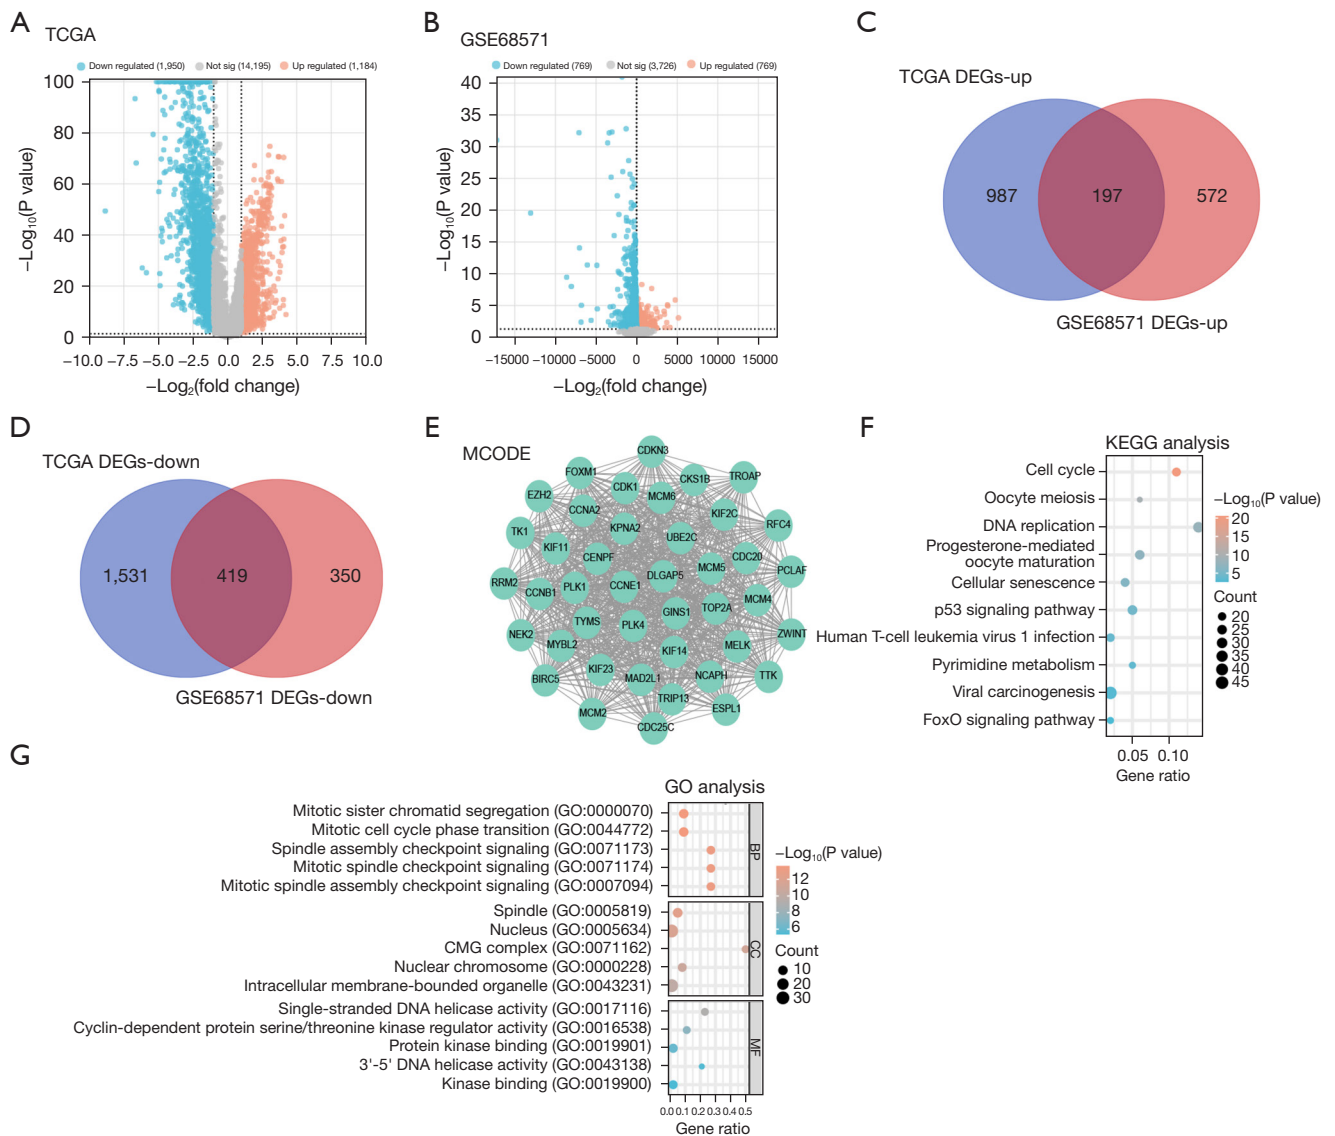 A
TCGA
Down regulated (1,950) Not sig (14,195) Up regulated (1,184)
–Log10(P value)
100
80
60
40
20
0
−10.0 −7.5 −5.0 −2.5 0.0 2.5 5.0 7.5 10.0
–Log2(fold change)
B
GSE68571
Down regulated (769) Not sig (3,726) Up regulated (769)
–Log10(P value)
40
35
30
25
20
15
10
5
0
−15000 −10000 −5000 0 5000 10000 15000
–Log2(fold change)
C
TCGA DEGs-up
987 197 572
GSE68571 DEGs-up
D
TCGA DEGs-down
1,531 419 350
GSE68571 DEGs-down
E
MCODE
CDKN3
FOXM1
CKS1B
TROAP
EZH2
CDK1
MCM6
CCNA2
KIF2C
TK1
KPNA2
UBE2C
RFC4
KIF11
CENPF
CDC20
DLGAP5
MCM5
PCLAF
RRM2
CCNB1
PLK1
CCNE1
MCM4
TYMS
GINS1
TOP2A
NEK2
PLK4
ZWINT
MYBL2
KIF14
MELK
BIRC5
KIF23
MAD2L1
NCAPH
TTK
TRIP13
MCM2
ESPL1
CDC25C
F
KEGG analysis
Cell cycle
Oocyte meiosis
DNA replication
Progesterone-mediated
oocyte maturation
Cellular senescence
p53 signaling pathway
Human T-cell leukemia virus 1 infection
Pyrimidine metabolism
Viral carcinogenesis
FoxO signaling pathway
0.05 0.10
Gene ratio
–Log10(P value)
20
15
10
5
Count
20
25
30
35
40
45
G
GO analysis
Mitotic sister chromatid segregation (GO:0000070)
Mitotic cell cycle phase transition (GO:0044772)
Spindle assembly checkpoint signaling (GO:0071173)
Mitotic spindle checkpoint signaling (GO:0071174)
Mitotic spindle assembly checkpoint signaling (GO:0007094)
BP
Spindle (GO:0005819)
Nucleus (GO:0005634)
CMG complex (GO:0071162)
Nuclear chromosome (GO:0000228)
Intracellular membrane-bounded organelle (GO:0043231)
CC
Single-stranded DNA helicase activity (GO:0017116)
Cyclin-dependent protein serine/threonine kinase regulator activity (GO:0016538)
Protein kinase binding (GO:0019901)
3'-5' DNA helicase activity (GO:0043138)
Kinase binding (GO:0019900)
MF
0.0 0.1 0.2 0.3 0.4 0.5
Gene ratio
–Log10(P value)
12
10
8
6
Count
10
20
30